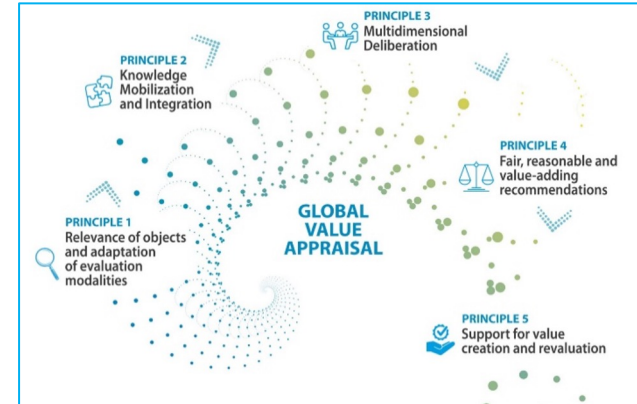 PRINCIPLE 1
Relevance of objects
and adaptation
of evaluation
modalities
PRINCIPLE 2
Knowledge
Mobilization
and Integration
PRINCIPLE 3
Multidimensional
Deliberation
PRINCIPLE 4
Fair, reasonable and
value-adding
recommendations
PRINCIPLE 5
Support for value
creation and revaluation
GLOBAL
VALUE
APPRAISAL